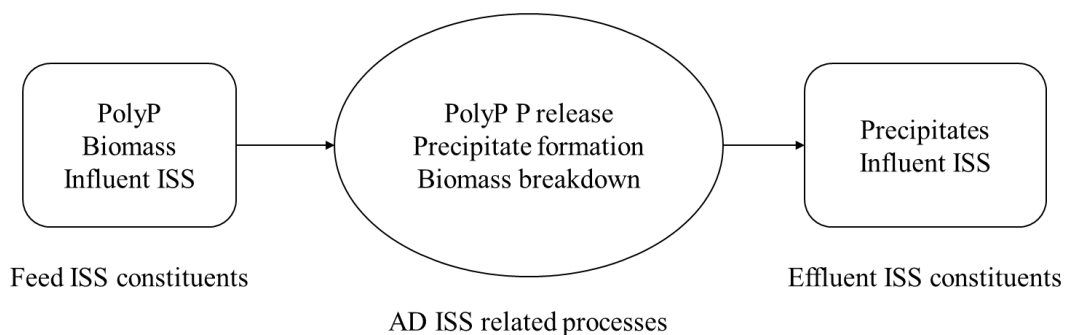 PolyP
Biomass
Influent ISS
Feed ISS constituents
PolyP P release
Precipitate formation
Biomass breakdown
AD ISS related processes
Precipitates
Influent ISS
Effluent ISS constituents